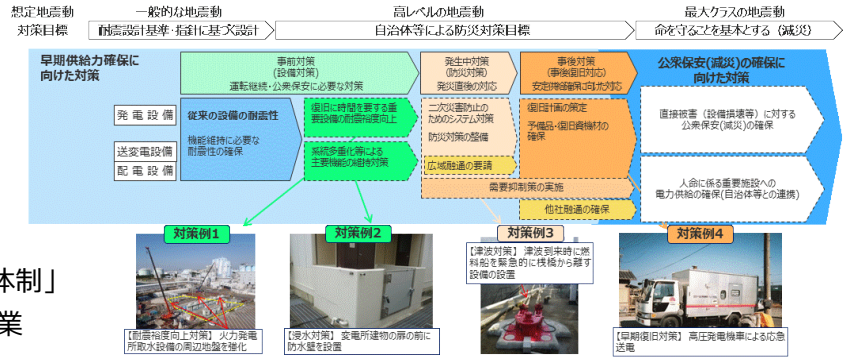 想定地震動
一般的な地震動
高レベルの地震動
最大クラスの地震動
対策目標
耐震設計基準・指針に基づく設計
自治体等による防災対策目標
命を守ることを基本とする（減災）
早期供給力確保に
向けた対策
事前対策
(設備対策)
運転継続・公衆保安に必要な対策
発生中対策
(防災対策)
発災直後の対応
事後対策
(事後復旧対応)
安定供給確保に向けた対応
公衆保安(減災)の確保に
向けた対策
発電設備
送変電設備
配電設備
従来の設備の耐震性
機能維持に必要な
耐震性の確保
復旧に時間を要する重
要設備の耐震裕度向上
系統多重化等による
主要機能の維持対策
二次災害防止の
ためのシステム対策
防災対策の整備
広域融通の要請
復旧計画の策定
予備品・復旧資機材の
確保
需要抑制策の実施
他社融通の確保
直接被害（設備損壊等）に対する
公衆保安(減災)の確保
人命に係る重要施設への
電力供給の確保(自治体等との連携)
対策例1
対策例2
対策例3
対策例4
【耐震裕度向上対策】 火力発電
所取水設備の周辺地盤を強化
【浸水対策】 変電所建物の扉の前に
防水壁を設置
【津波対策】 津波到来時に燃
料船を緊急的に桟橋から離す
設備の設置
【早期復旧対策】 高圧発電機車による応急
送電
体制」
業